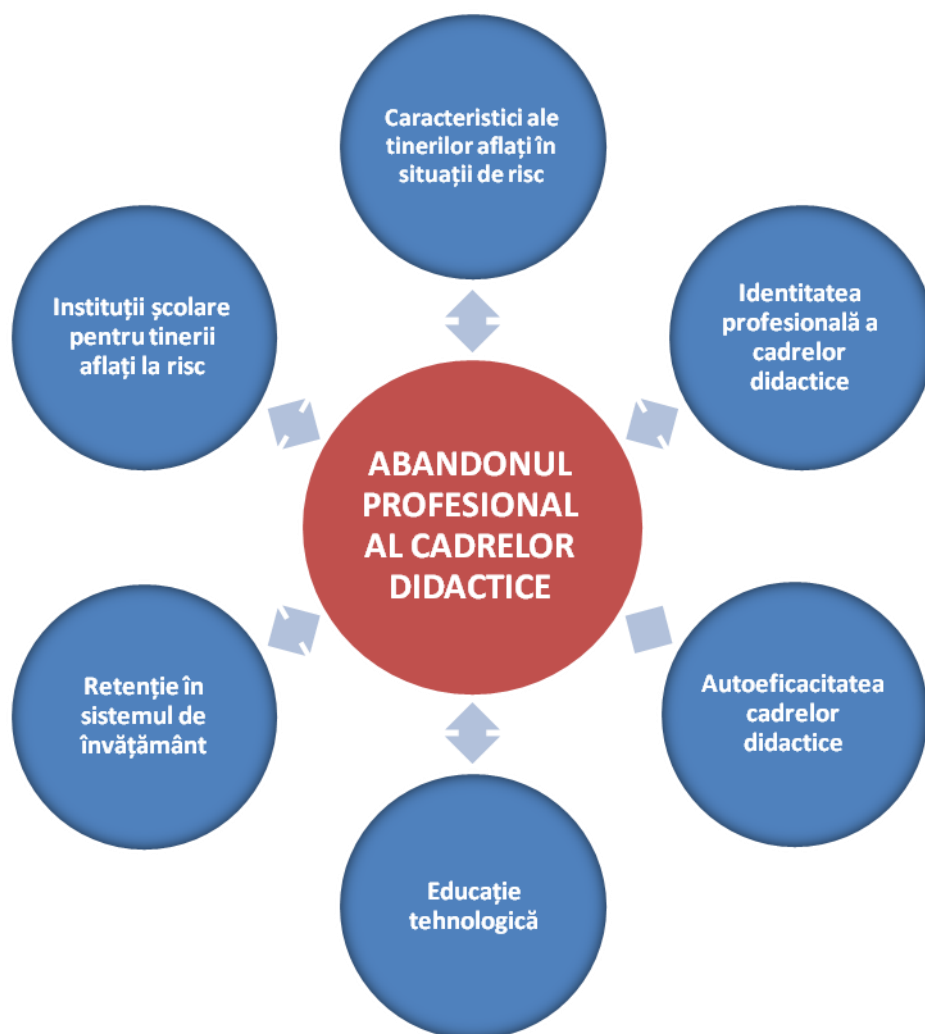 Caracteristici ale
tinerilor aflați în
situații de risc
Identitatea
profesională a
cadrelor
didactice
Autoeficacitatea
cadrelor
didactice
Educație
tehnologică
Retenție în
sistemul de
învățământ
Instituții școlare
pentru tinerii
aflați la risc
ABANDONUL
PROFESIONAL
AL CADRELOR
DIDACTICE